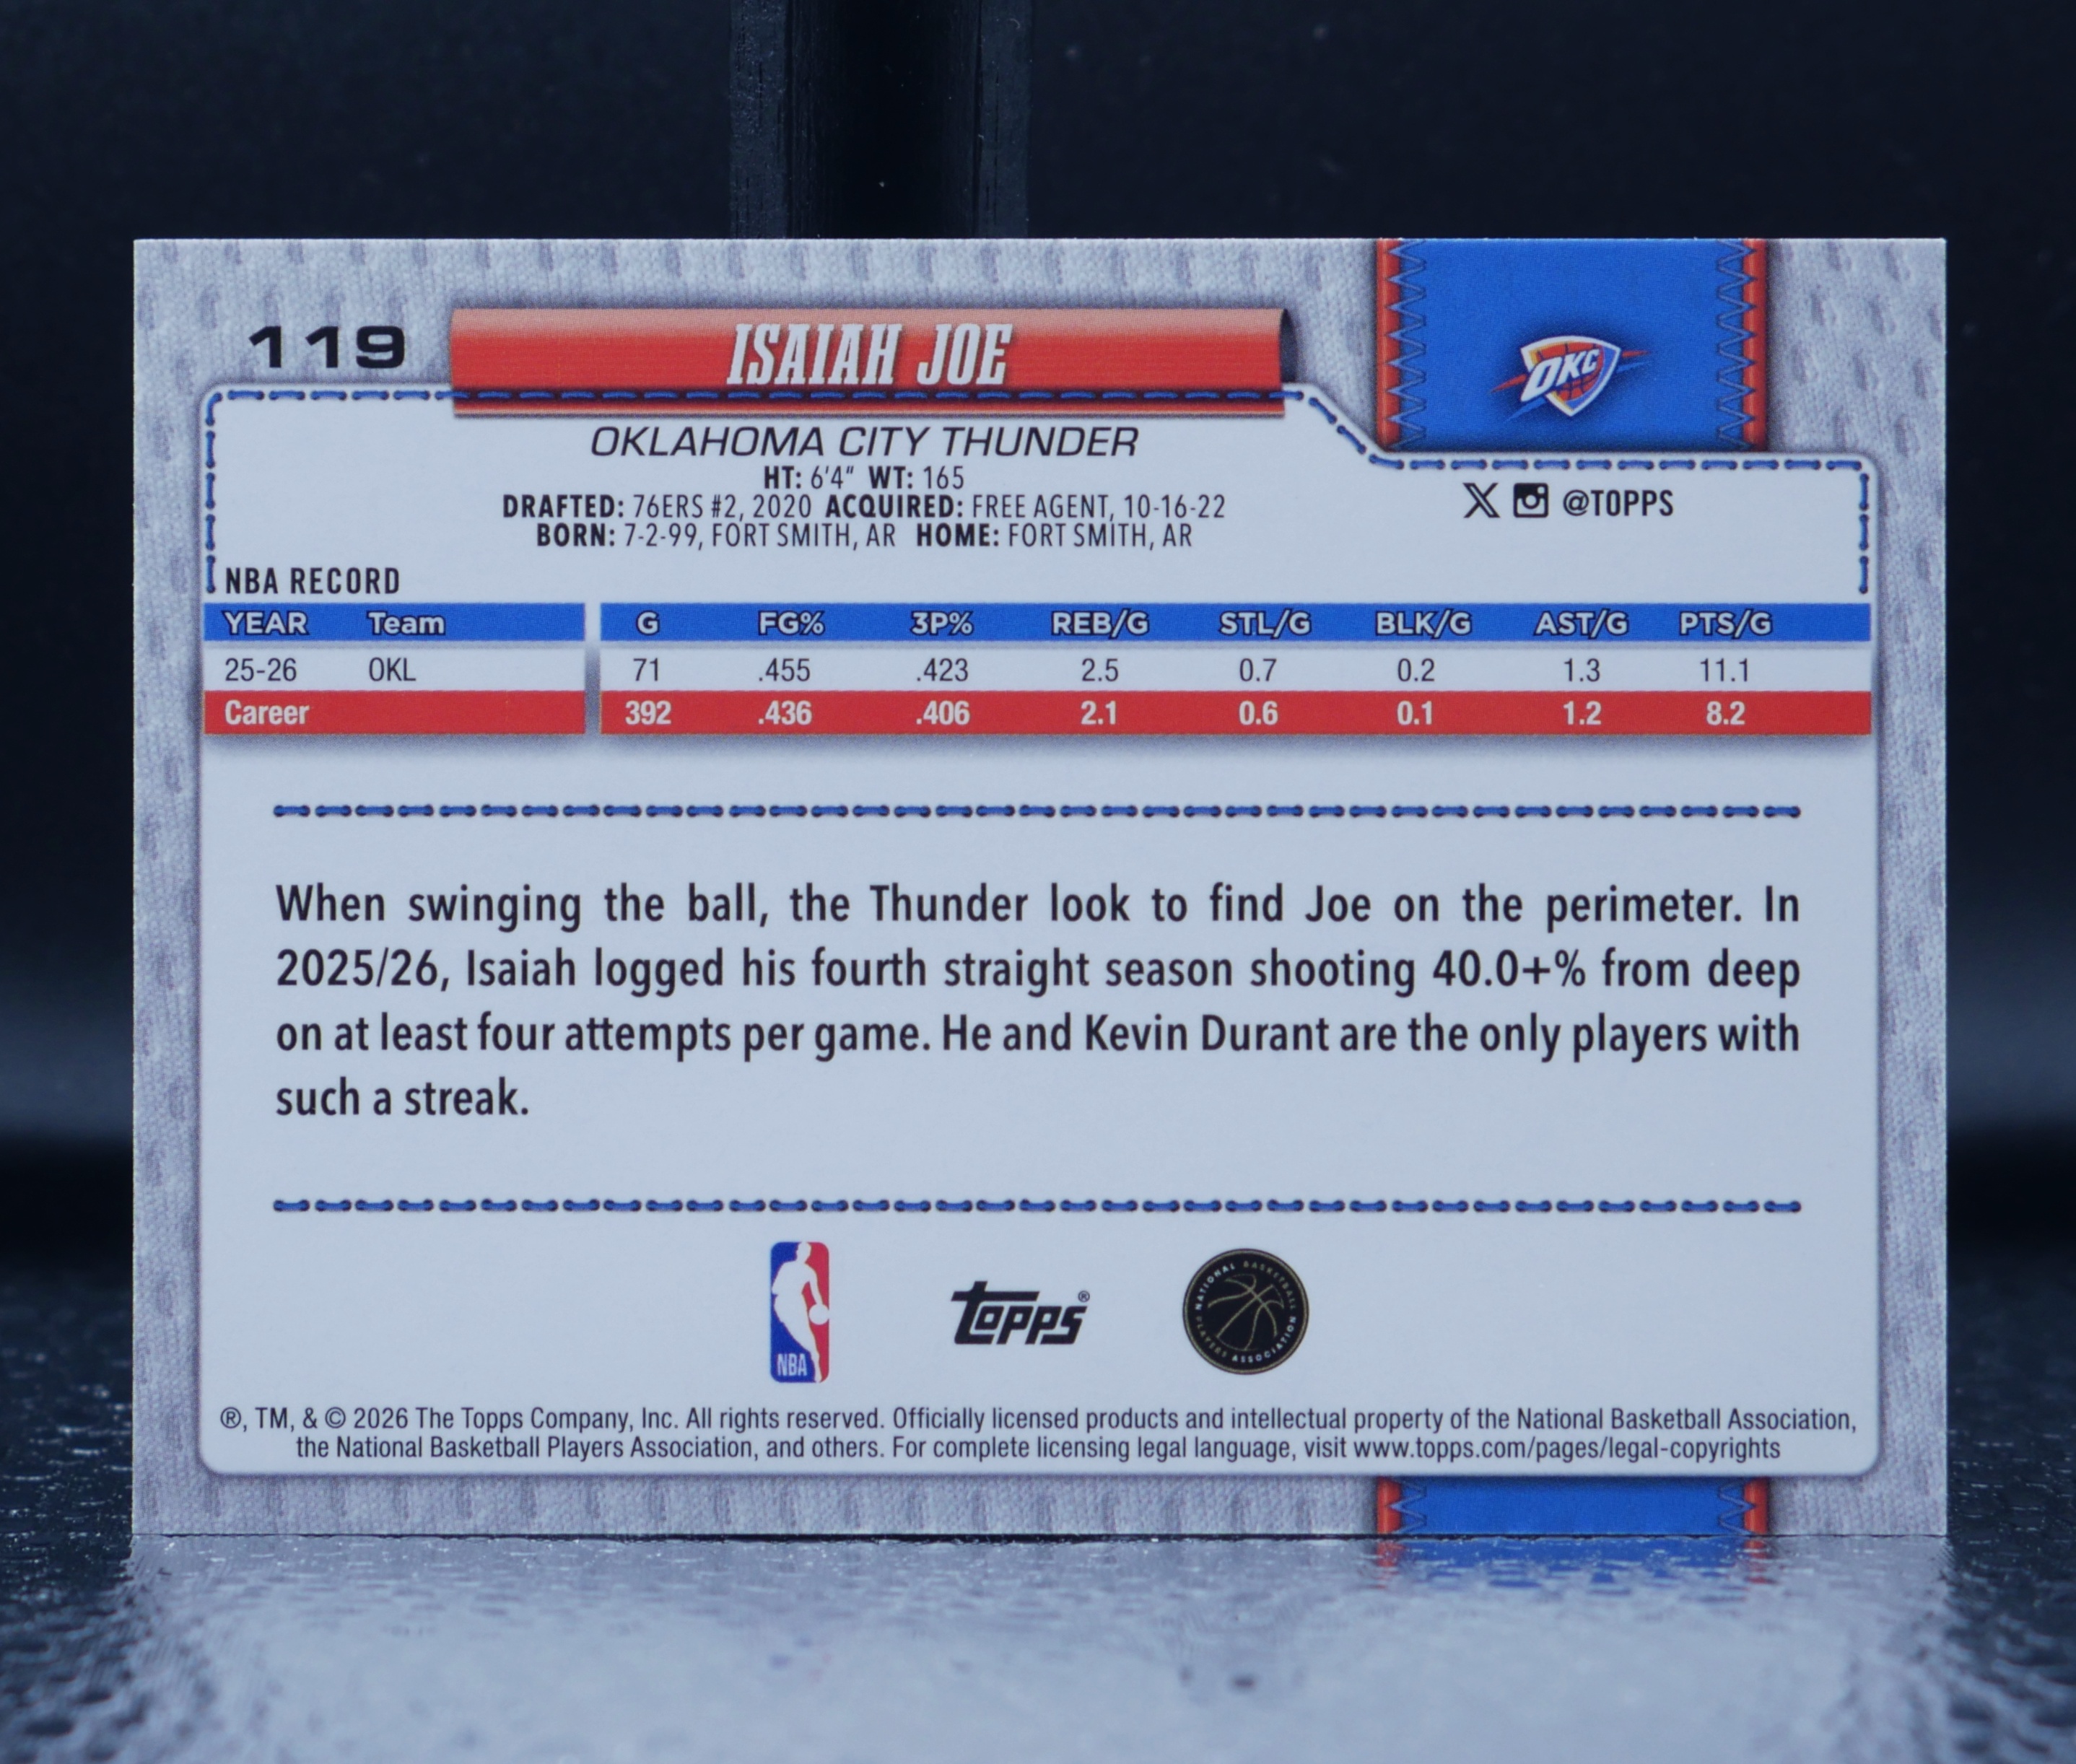 119
ISAIAH JOE
OKC
OKLAHOMA CITY THUNDER
HT: 6'4" WT: 165
DRAFTED: 76ERS #2, 2020 ACQUIRED: FREE AGENT, 10-16-22
BORN: 7-2-99, FORT SMITH, AR HOME: FORT SMITH, AR
@TOPPS
NBA RECORD
YEAR Team G FG% 3P% REB/G STL/G BLK/G AST/G PTS/G
25-26 OKL 71 .455 .423 2.5 0.7 0.2 1.3 11.1
Career 392 .436 .406 2.1 0.6 0.1 1.2 8.2
When swinging the ball, the Thunder look to find Joe on the perimeter. In
2025/26, Isaiah logged his fourth straight season shooting 40.0+% from deep
on at least four attempts per game. He and Kevin Durant are the only players with
such a streak.
NBA
topps®
NATIONAL BASKETBALL PLAYERS ASSOCIATION
®, TM, & © 2026 The Topps Company, Inc. All rights reserved. Officially licensed products and intellectual property of the National Basketball Association,
the National Basketball Players Association, and others. For complete licensing legal language, visit www.topps.com/pages/legal-copyrights